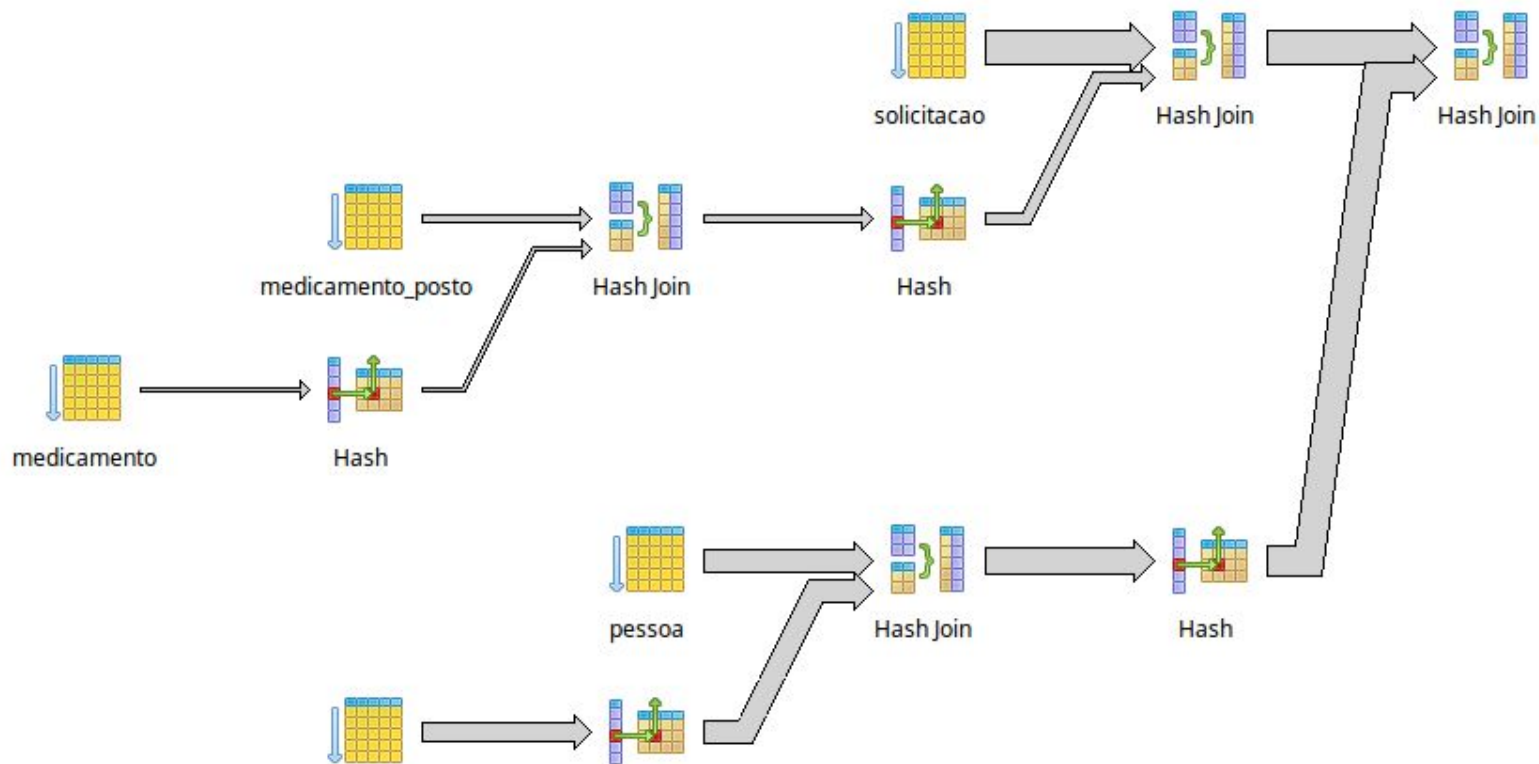 solicitacao
Hash Join
Hash Join
medicamento_posto
Hash Join
Hash
medicamento
Hash
pessoa
Hash Join
Hash